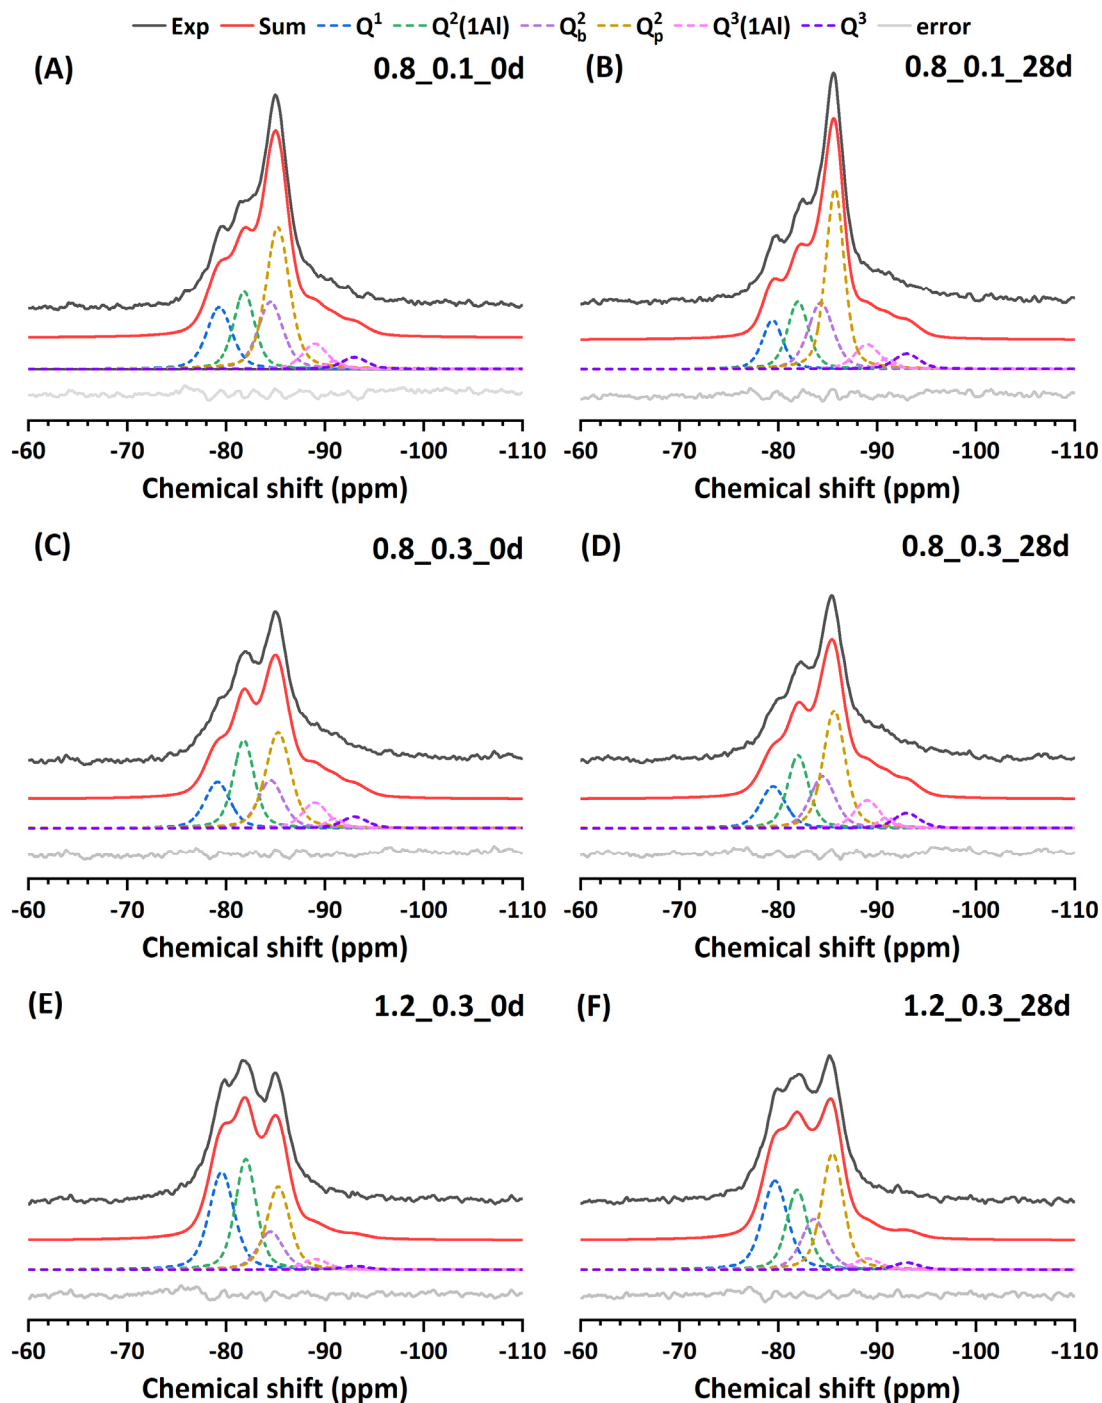 Exp Sum Q¹ Q²(1Al) Q²b Q²p Q³(1Al) Q³ error
(A) 0.8_0.1_0d
(B) 0.8_0.1_28d
-60 -70 -80 -90 -100 -110
Chemical shift (ppm)
-60 -70 -80 -90 -100 -110
Chemical shift (ppm)
(C) 0.8_0.3_0d
(D) 0.8_0.3_28d
-60 -70 -80 -90 -100 -110
Chemical shift (ppm)
-60 -70 -80 -90 -100 -110
Chemical shift (ppm)
(E) 1.2_0.3_0d
(F) 1.2_0.3_28d
-60 -70 -80 -90 -100 -110
Chemical shift (ppm)
-60 -70 -80 -90 -100 -110
Chemical shift (ppm)